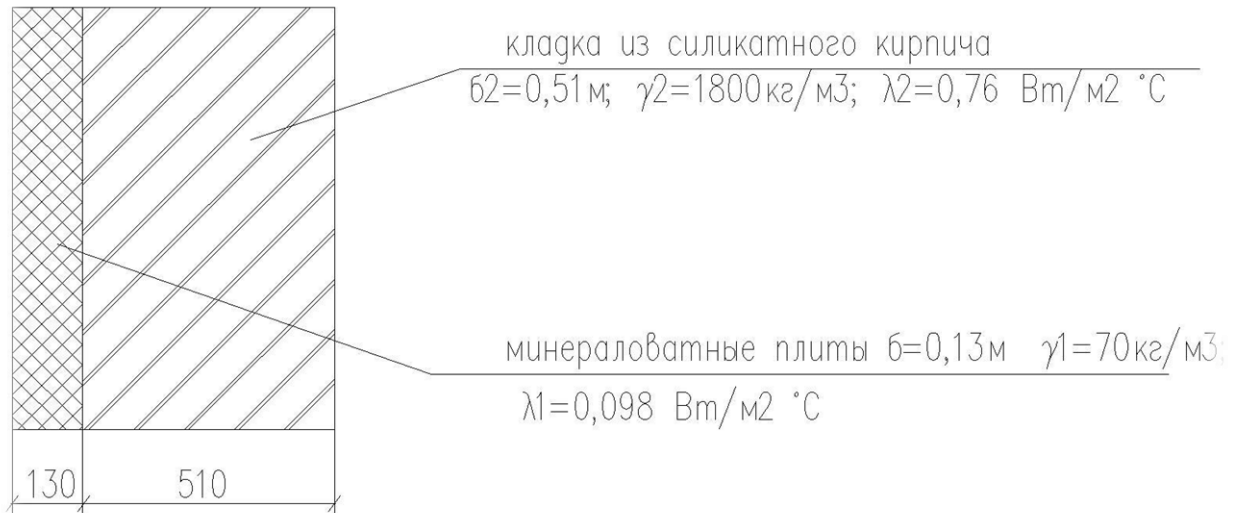 кладка из силикатного кирпича
б2=0,51м; γ2=1800кг/м3; λ2=0,76 Вт/м2 °С
минераловатные плиты б=0,13м γ1=70кг/м3;
λ1=0,098 Вт/м2 °С
130 510